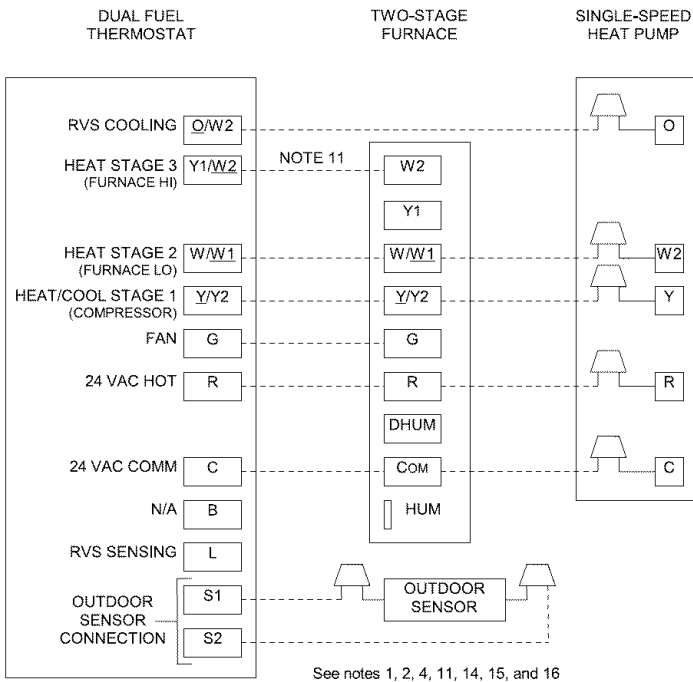 DUAL FUEL
THERMOSTAT
TWO-STAGE
FURNACE
SINGLE-SPEED
HEAT PUMP
RVS COOLING O/W2
O
HEAT STAGE 3 Y1/W2 NOTE 11 W2
(FURNACE HI)
Y1
HEAT STAGE 2 W/W1 W/W1 W2
(FURNACE LO)
HEAT/COOL STAGE 1 Y/Y2 Y/Y2 Y
(COMPRESSOR)
FAN G G
24 VAC HOT R R R
DHUM
24 VAC COMM C COM C
N/A B HUM
RVS SENSING L
OUTDOOR
SENSOR
CONNECTION
S1
S2
OUTDOOR
SENSOR
See notes 1, 2, 4, 11, 14, 15, and 16